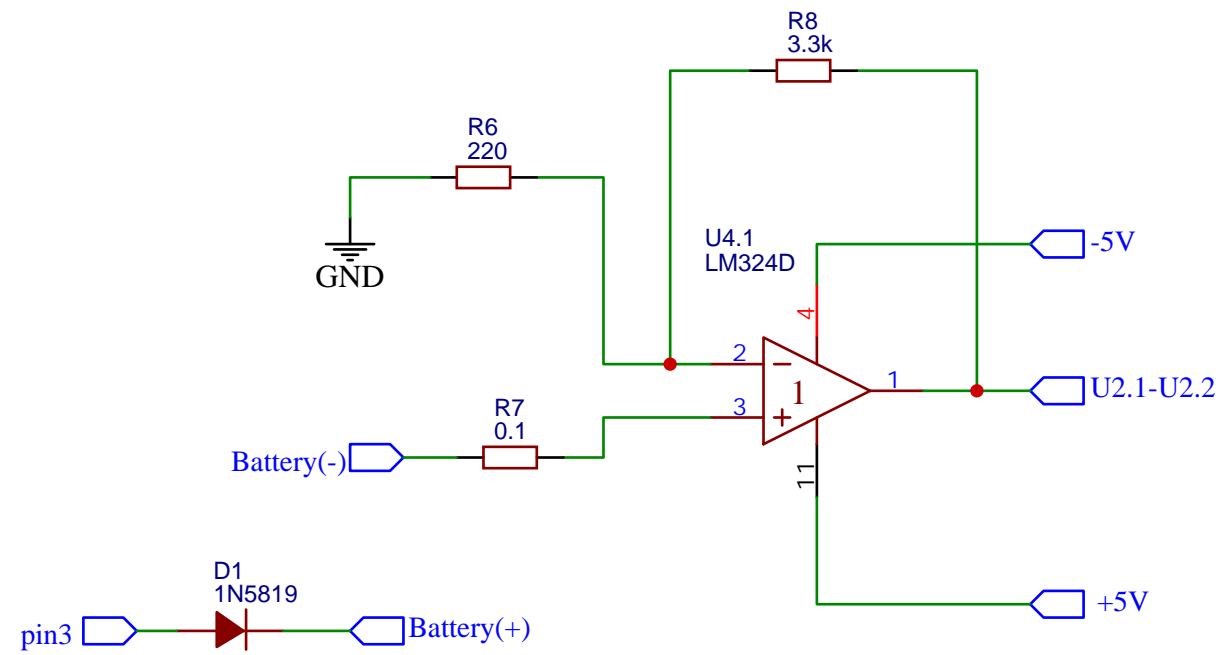 R8
3.3k
R6
220
GND
U4.1
LM324D
-5V
4
2
1
1
U2.1-U2.2
3
R7
0.1
Battery(-)
11
D1
1N5819
+5V
pin3
Battery(+)